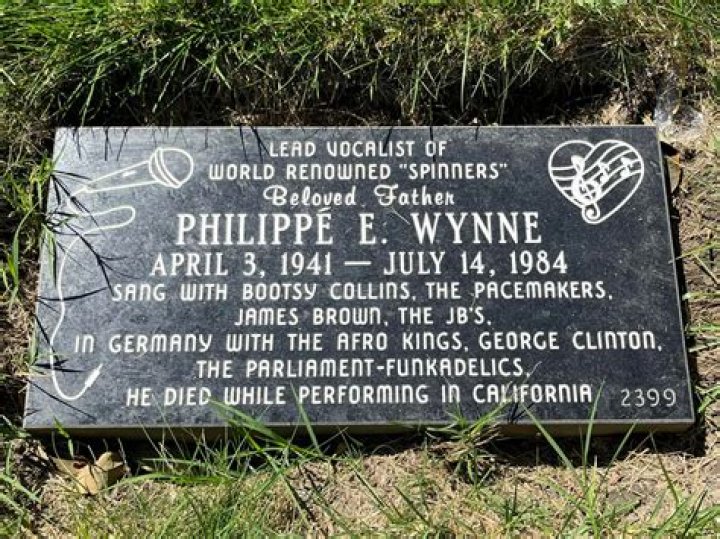 LEAD VOCALIST OF
WORLD RENOWNED "SPINNERS"
Beloved Father
PHILIPPÉ E. WYNNE
APRIL 3, 1941 — JULY 14, 1984
SANG WITH BOOTSY COLLINS, THE PACEMAKERS,
JAMES BROWN, THE JB'S,
IN GERMANY WITH THE AFRO KINGS, GEORGE CLINTON,
THE PARLIAMENT-FUNKADELICS,
HE DIED WHILE PERFORMING IN CALIFORNIA 2399